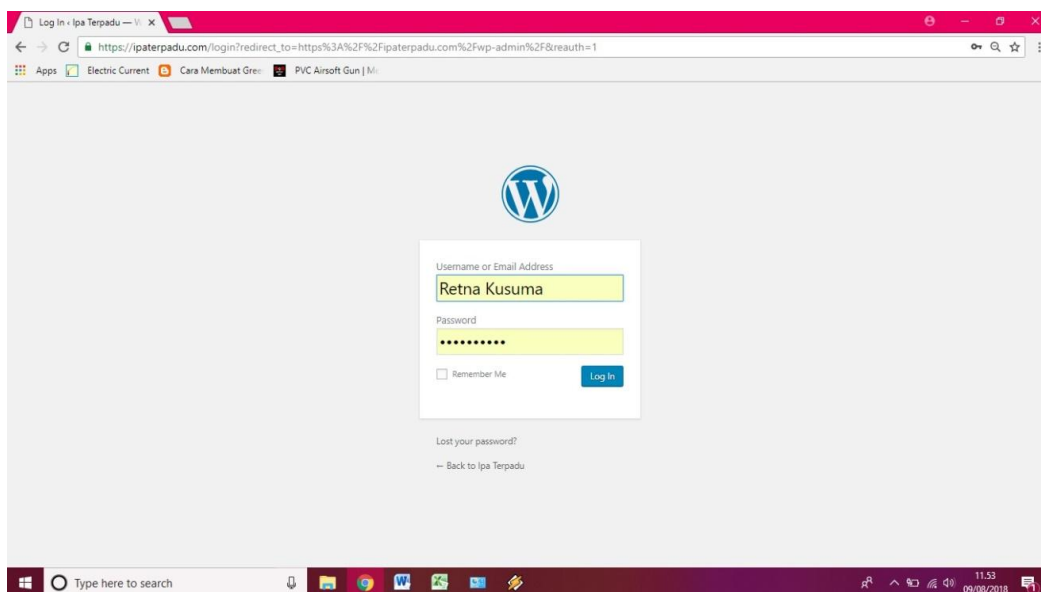 Log In ‹ Ipa Terpadu —
https://ipaterpadu.com/login?redirect_to=https%3A%2F%2Fipaterpadu.com%2Fwp-admin%2F&reauth=1
Apps Electric Current Cara Membuat Gree PVC Airsoft Gun |
Username or Email Address
Retna Kusuma
Password
••••••••••
Remember Me Log In
Lost your password?
← Back to Ipa Terpadu
Type here to search
11.53
09/08/2018